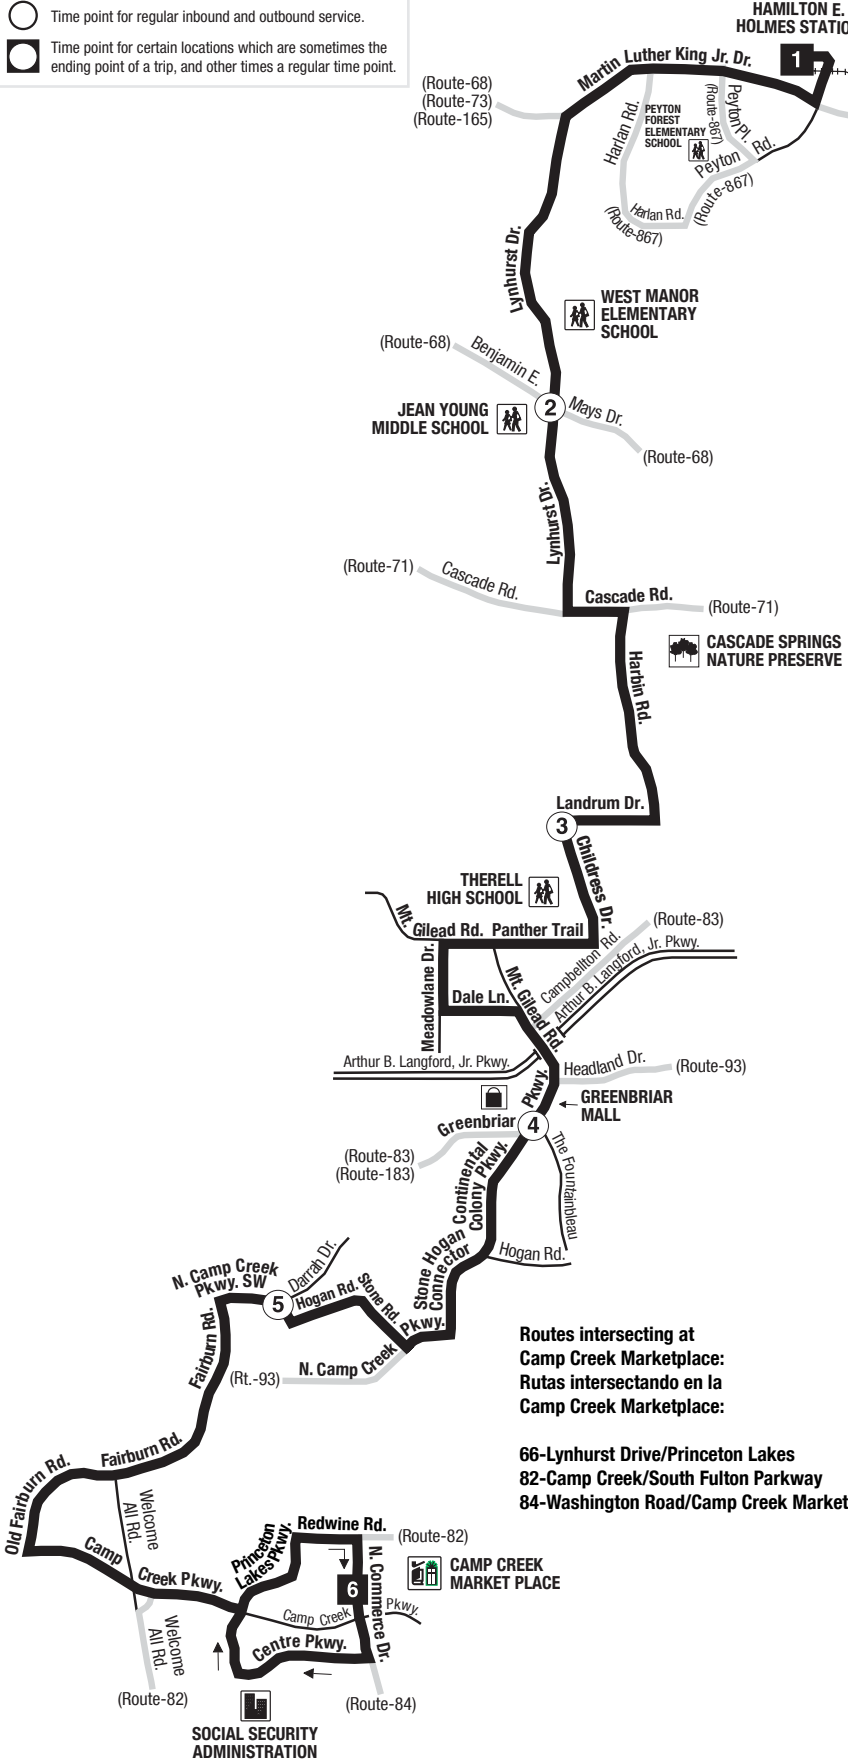 Time point for regular inbound and outbound service.
Time point for certain locations which are sometimes the
ending point of a trip, and other times a regular time point.
HAMILTON E.
HOLMES STATIO
1
Martin Luther King Jr. Dr.
(Route-68)
(Route-73)
(Route-165)
Harlan Rd.
PEYTON
FOREST
ELEMENTARY
SCHOOL
(Route-867)
Peyton Pl.
Peyton Rd.
Harlan Rd.
(Route-867)
(Route-867)
Lynhurst Dr.
WEST MANOR
ELEMENTARY
SCHOOL
(Route-68)
Benjamin E.
2
Mays Dr.
JEAN YOUNG
MIDDLE SCHOOL
(Route-68)
Lynhurst Dr.
(Route-71)
Cascade Rd.
Cascade Rd.
(Route-71)
CASCADE SPRINGS
NATURE PRESERVE
Harbin Rd.
Landrum Dr.
3
Childress Dr.
THERELL
HIGH SCHOOL
Mt.
Gilead Rd.
Panther Trail
(Route-83)
Campbellton Rd.
Arthur B. Langford, Jr. Pkwy.
Meadowlane Dr.
Dale Ln.
Mt. Gilead Rd.
Arthur B. Langford, Jr. Pkwy.
Headland Dr.
(Route-93)
Pkwy.
GREENBRIAR
MALL
Greenbriar
4
(Route-83)
(Route-183)
Continental
Colony Pkwy.
The Fountainbleau
Hogan Rd.
Stone Hogan
Connector
N. Camp Creek
Pkwy. SW
Darrah Dr.
5
Hogan Rd.
Stone Rd.
Pkwy.
N. Camp Creek
(Rt.-93)
Fairburn Rd.
Routes intersecting at
Camp Creek Marketplace:
Rutas intersectando en la
Camp Creek Marketplace:
66-Lynhurst Drive/Princeton Lakes
82-Camp Creek/South Fulton Parkway
84-Washington Road/Camp Creek Market
Fairburn Rd.
Old Fairburn Rd.
Welcome
All Rd.
Camp
Creek Pkwy.
Princeton
Lakes Pkwy.
Redwine Rd.
(Route-82)
N. Commerce Dr.
6
CAMP CREEK
MARKET PLACE
Camp Creek
Pkwy.
Centre Pkwy.
Welcome
All Rd.
(Route-82)
(Route-84)
SOCIAL SECURITY
ADMINISTRATION